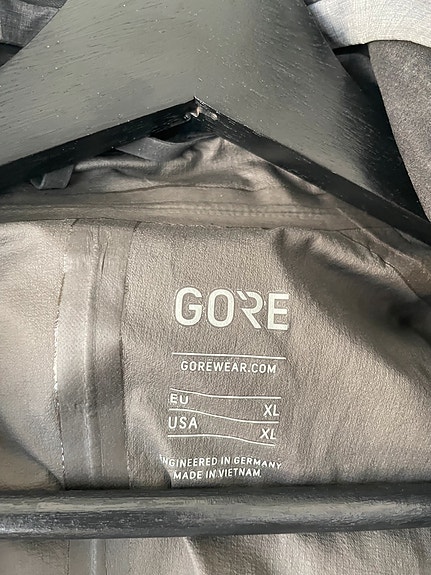 GORE
GOREWEAR.COM
EU XL
USA XL
ENGINEERED IN GERMANY
MADE IN VIETNAM